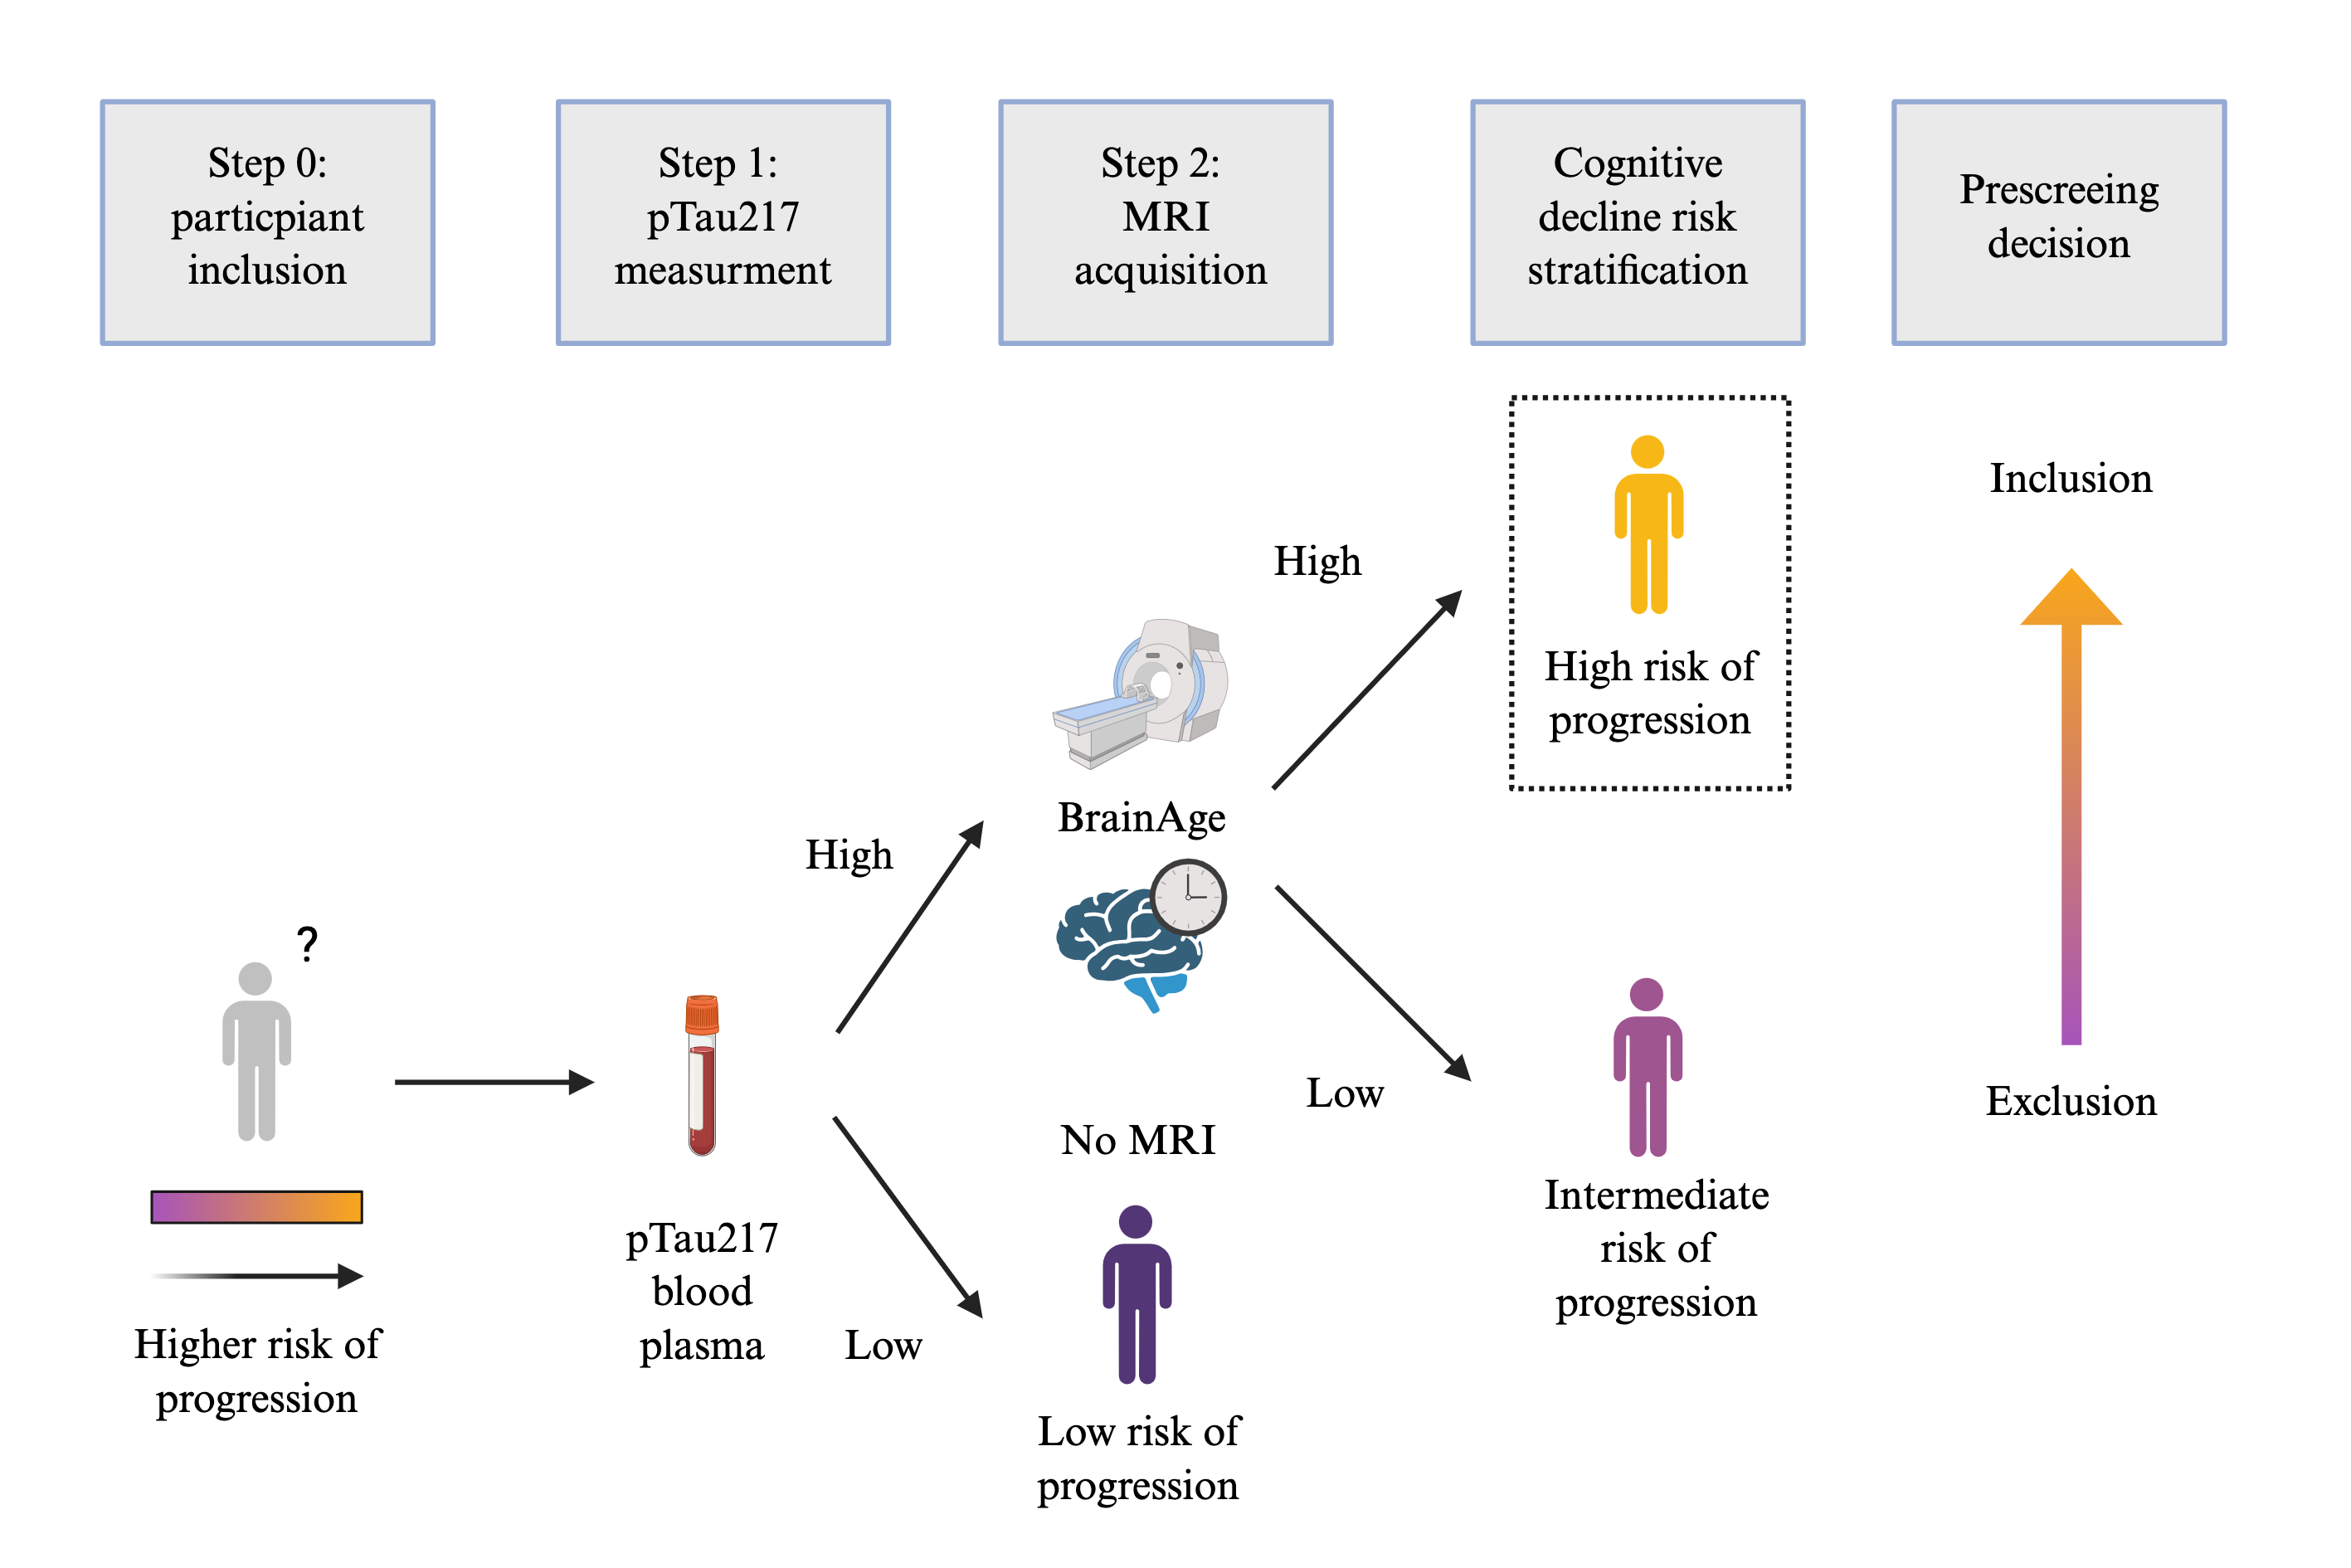 Step 0:
particpiant
inclusion
Step 1:
pTau217
measurment
Step 2:
MRI
acquisition
Cognitive
decline risk
stratification
Prescreeing
decision
?
Higher risk of
progression
pTau217
blood
plasma
High
Low
BrainAge
No MRI
Low risk of
progression
High
Low
High risk of
progression
Intermediate
risk of
progression
Inclusion
Exclusion